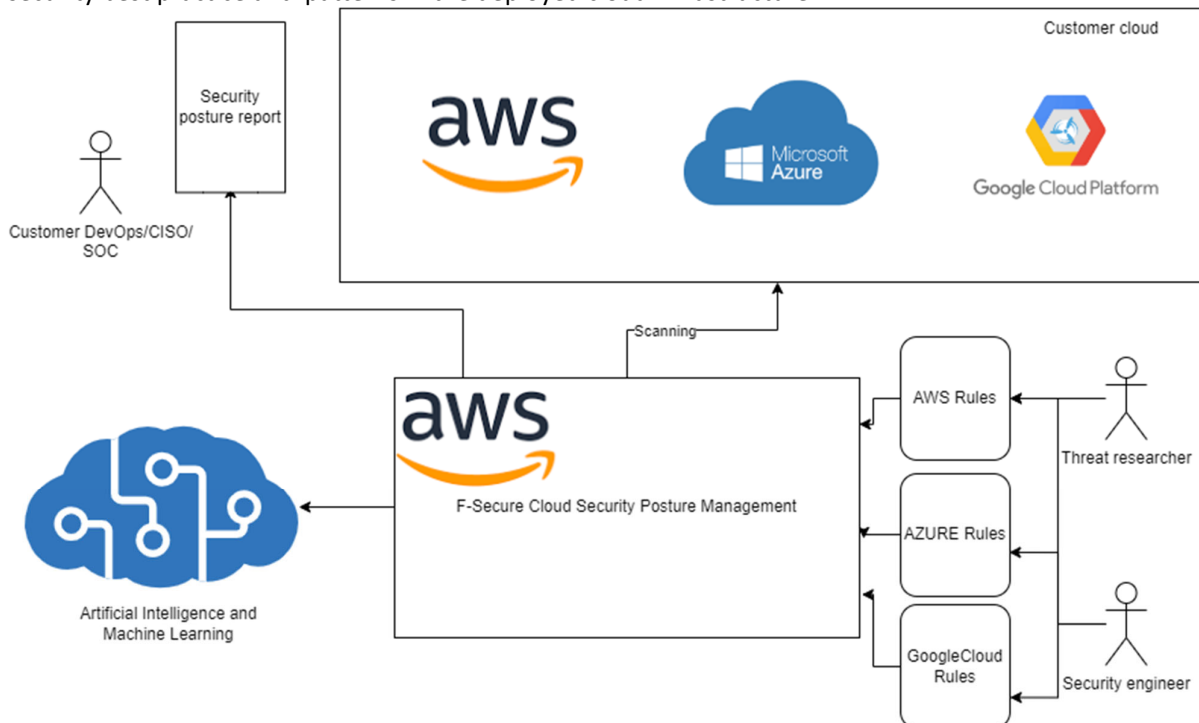 Customer cloud
Security
posture report
aws
Microsoft
Azure
Google Cloud Platform
Customer DevOps/CISO/
SOC
Scanning
AWS Rules
Threat researcher
aws
F-Secure Cloud Security Posture Management
AZURE Rules
Artificial Intelligence and
Machine Learning
GoogleCloud
Rules
Security engineer